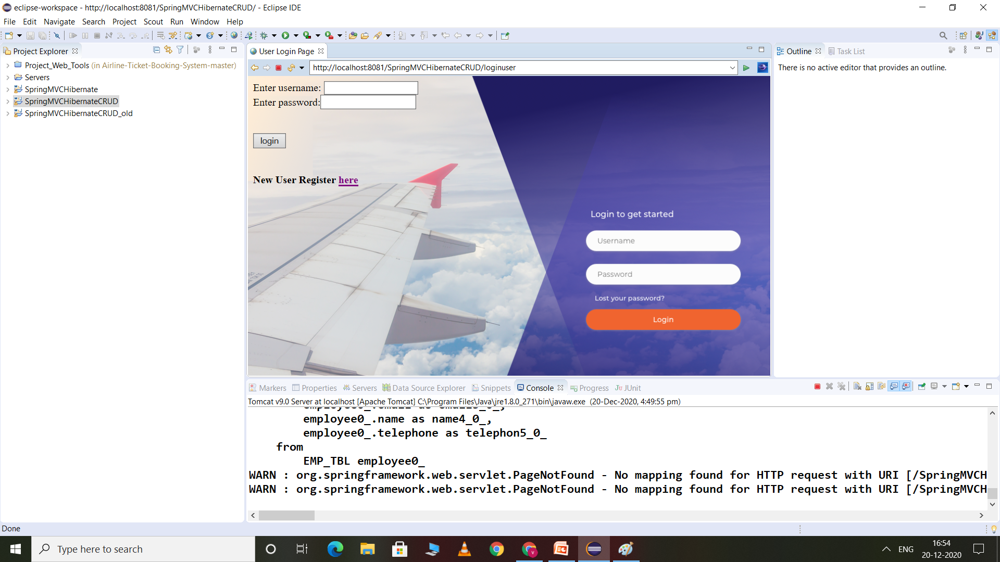 eclipse-workspace - http://localhost:8081/SpringMVCHibernateCRUD/ - Eclipse IDE
File Edit Navigate Search Project Scout Run Window Help
Project Explorer
Project_Web_Tools (in Airline-Ticket-Booking-System-master)
Servers
SpringMVCHibernate
SpringMVCHibernateCRUD
SpringMVCHibernateCRUD_old
User Login Page
http://localhost:8081/SpringMVCHibernateCRUD/loginuser
Enter username:
Enter password:
login
New User Register here
Login to get started
Username
Password
Lost your password?
Login
Outline Task List
There is no active editor that provides an outline.
Markers Properties Servers Data Source Explorer Snippets Console Progress JUnit
Tomcat v9.0 Server at localhost [Apache Tomcat] C:\Program Files\Java\jre1.8.0_271\bin\javaw.exe (20-Dec-2020, 4:49:55 pm)
employee0_.name as name4_0_,
employee0_.telephone as telephon5_0_
from
EMP_TBL employee0_
WARN : org.springframework.web.servlet.PageNotFound - No mapping found for HTTP request with URI [/SpringMVCH
WARN : org.springframework.web.servlet.PageNotFound - No mapping found for HTTP request with URI [/SpringMVCH
Done
Type here to search
ENG
16:54
20-12-2020